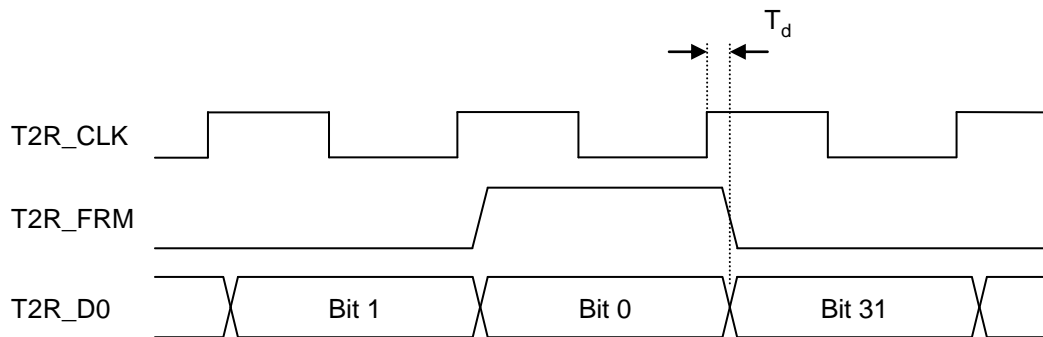 T_d
T2R_CLK
T2R_FRM
T2R_D0 Bit 1 Bit 0 Bit 31